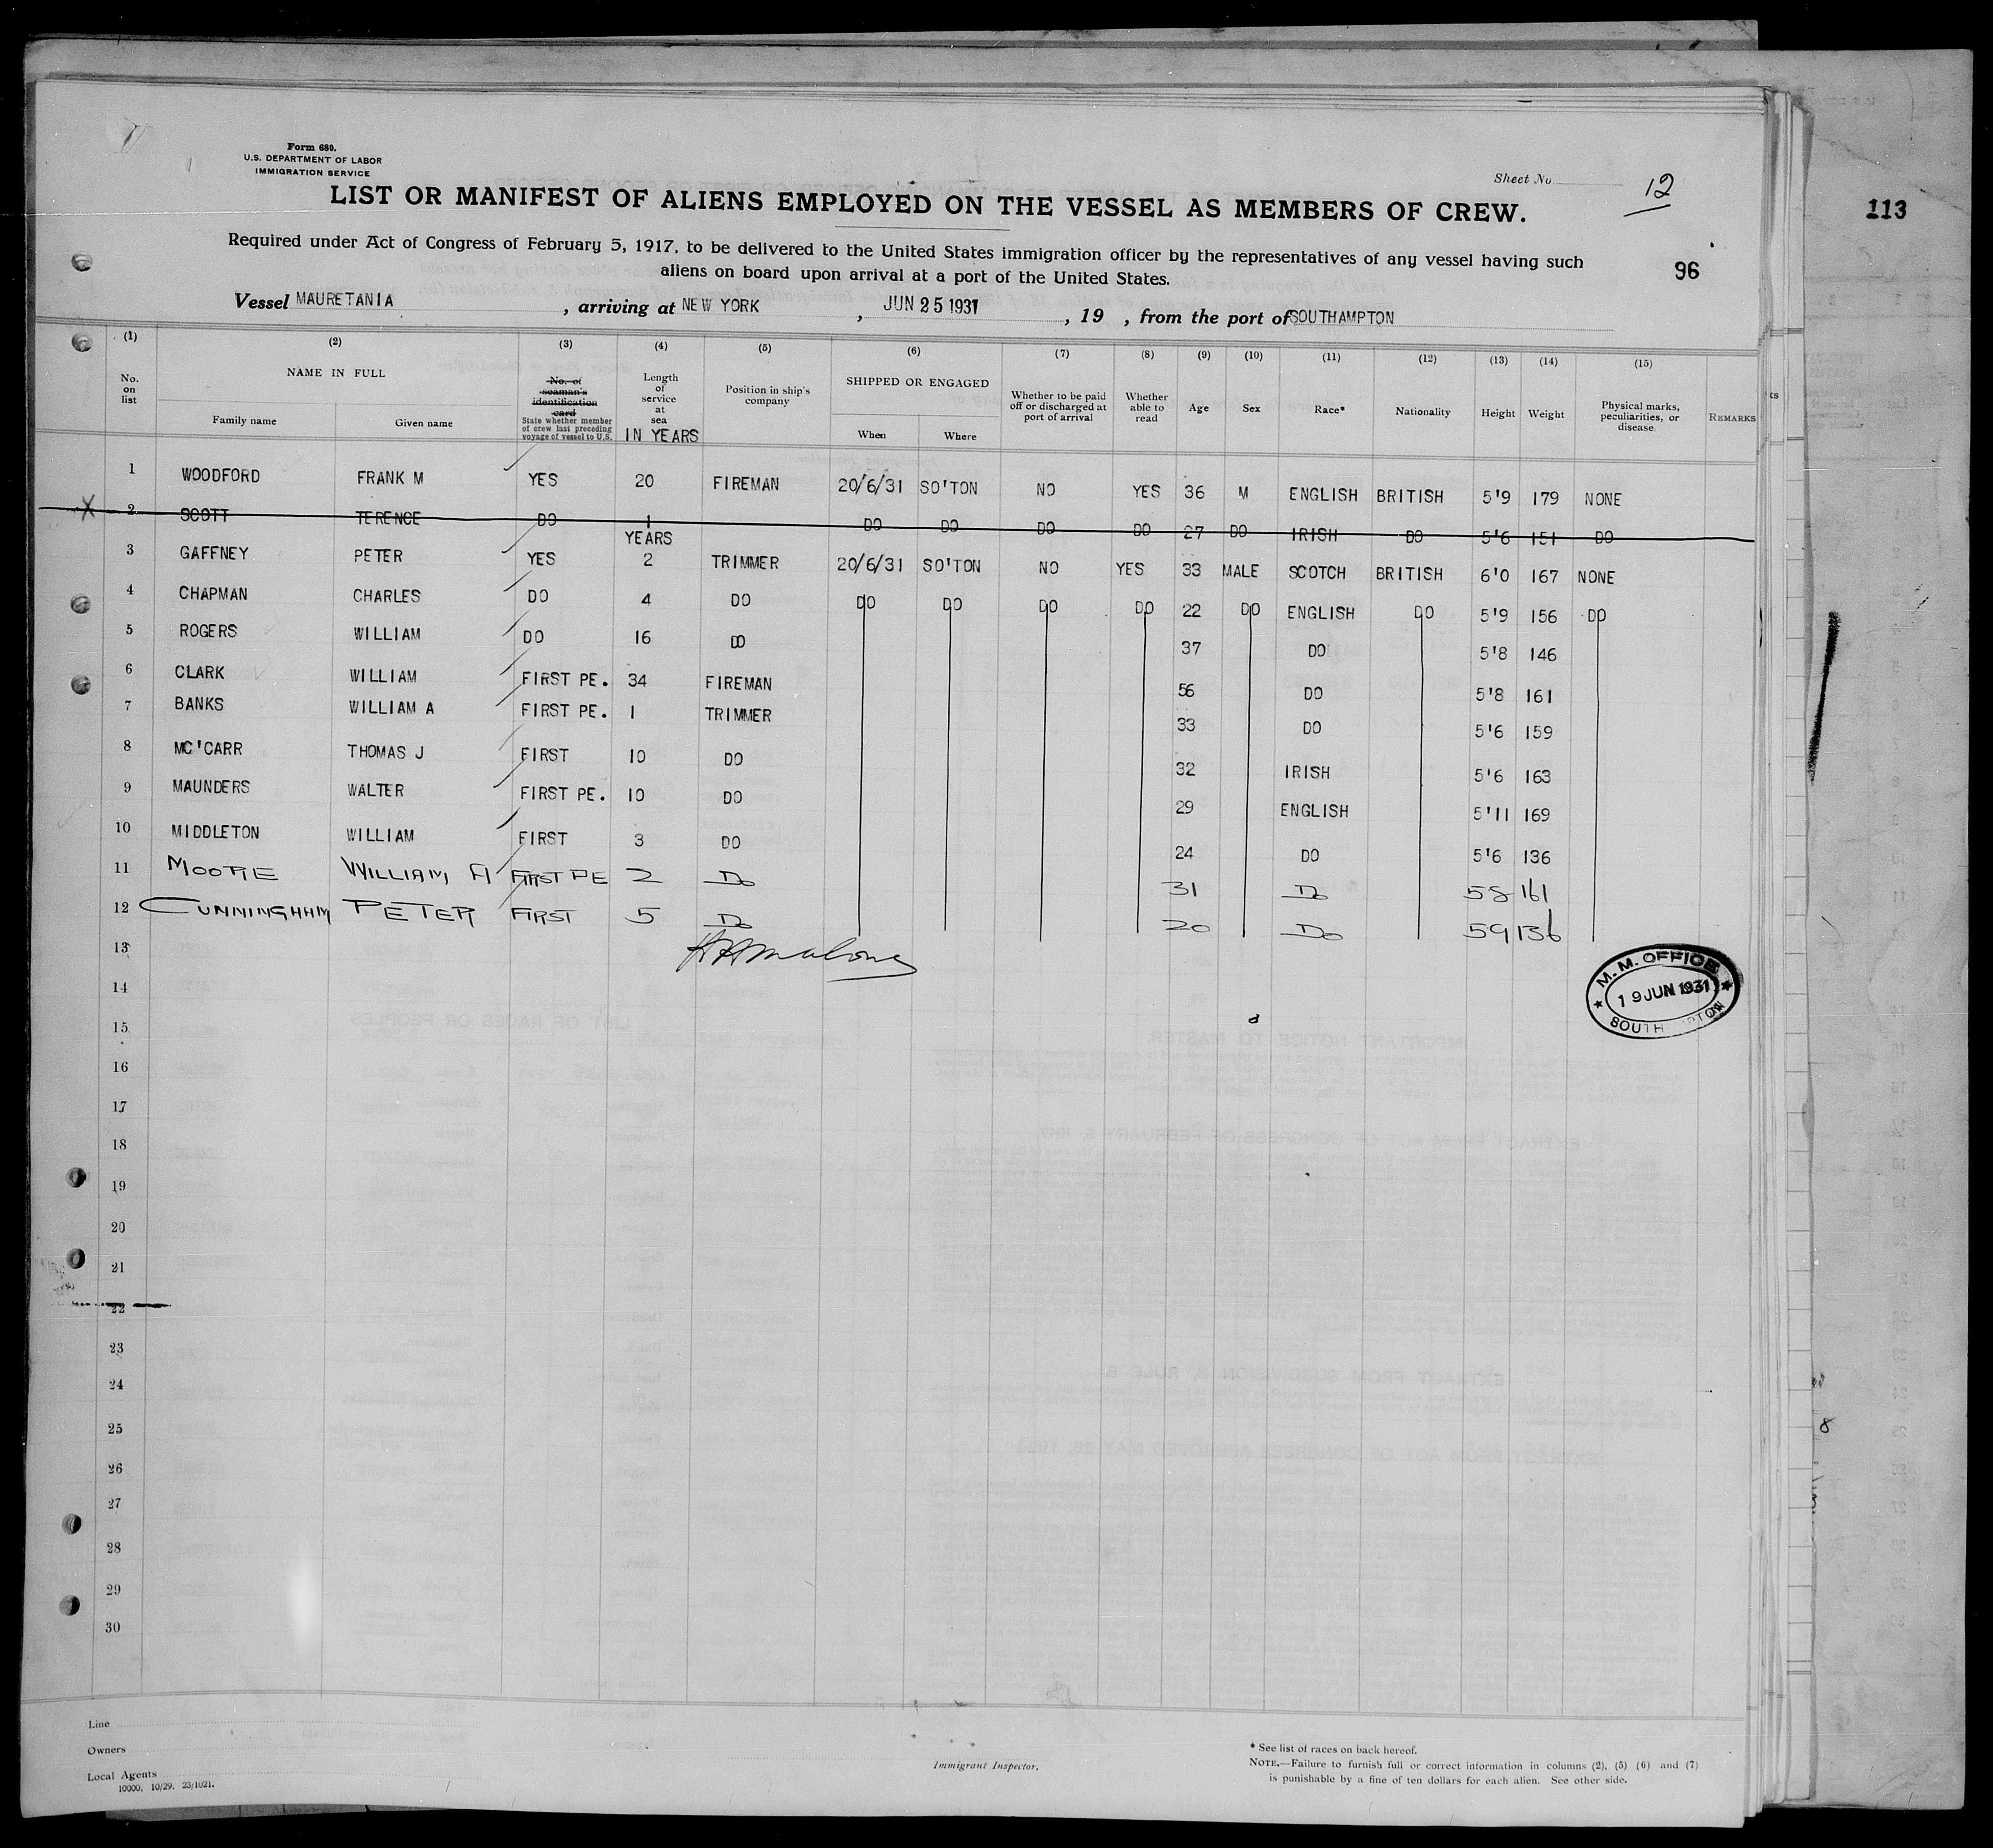 Form 680.
U.S. DEPARTMENT OF LABOR
IMMIGRATION SERVICE
Sheet No 12
113
LIST OR MANIFEST OF ALIENS EMPLOYED ON THE VESSEL AS MEMBERS OF CREW.
Required under Act of Congress of February 5, 1917, to be delivered to the United States immigration officer by the representatives of any vessel having such
aliens on board upon arrival at a port of the United States.
96
Vessel MAURETANIA, arriving at NEW YORK, JUN 25 1931, 19 , from the port of SOUTHAMPTON
(1) (2) (3) (4) (5) (6) (7) (8) (9) (10) (11) (12) (13) (14) (15)
No. on list NAME IN FULL Family name Given name No. of seaman's identification card State whether member of crew last preceding voyage of vessel to U.S. Length of service at sea IN YEARS Position in ship's company SHIPPED OR ENGAGED When Where Whether to be paid off or discharged at port of arrival Whether able to read Age Sex Race* Nationality Height Weight Physical marks, peculiarities, or disease REMARKS
1 WOODFORD FRANK M YES 20 FIREMAN 20/6/31 SO'TON NO YES 36 M ENGLISH BRITISH 5'9 179 NONE
X 2 SCOTT TERENCE DO 1 DO DO DO DO 27 DO IRISH DO 5'6 151 DO
YEARS
3 GAFFNEY PETER YES 2 TRIMMER 20/6/31 SO'TON NO YES 33 MALE SCOTCH BRITISH 6'0 167 NONE
4 CHAPMAN CHARLES DO 4 DO DO DO DO DO 22 DO ENGLISH DO 5'9 156 DO
5 ROGERS WILLIAM DO 16 DO 37 DO 5'8 146
6 CLARK WILLIAM FIRST PE. 34 FIREMAN 56 DO 5'8 161
7 BANKS WILLIAM A FIRST PE. 1 TRIMMER 33 DO 5'6 159
8 MC'CARR THOMAS J FIRST 10 DO 32 IRISH 5'6 163
9 MAUNDERS WALTER FIRST PE. 10 DO 29 ENGLISH 5'11 169
10 MIDDLETON WILLIAM FIRST 3 DO 24 DO 5'6 136
11 MOORE WILLIAM H FIRST PE 2 Do 31 Do 58 161
12 CUNNINGHAM PETER FIRST 5 Do 20 Do 59 136
13
M. M. OFFICE
19 JUN 1931
14
15
16
17
18
19
20
21
22
23
24
25
26
27
28
29
30
Line
Owners
Local Agents
10000, 10/29. 23/1021.
Immigrant Inspector.
* See list of races on back hereof.
NOTE.—Failure to furnish full or correct information in columns (2), (5) (6) and (7)
is punishable by a fine of ten dollars for each alien. See other side.